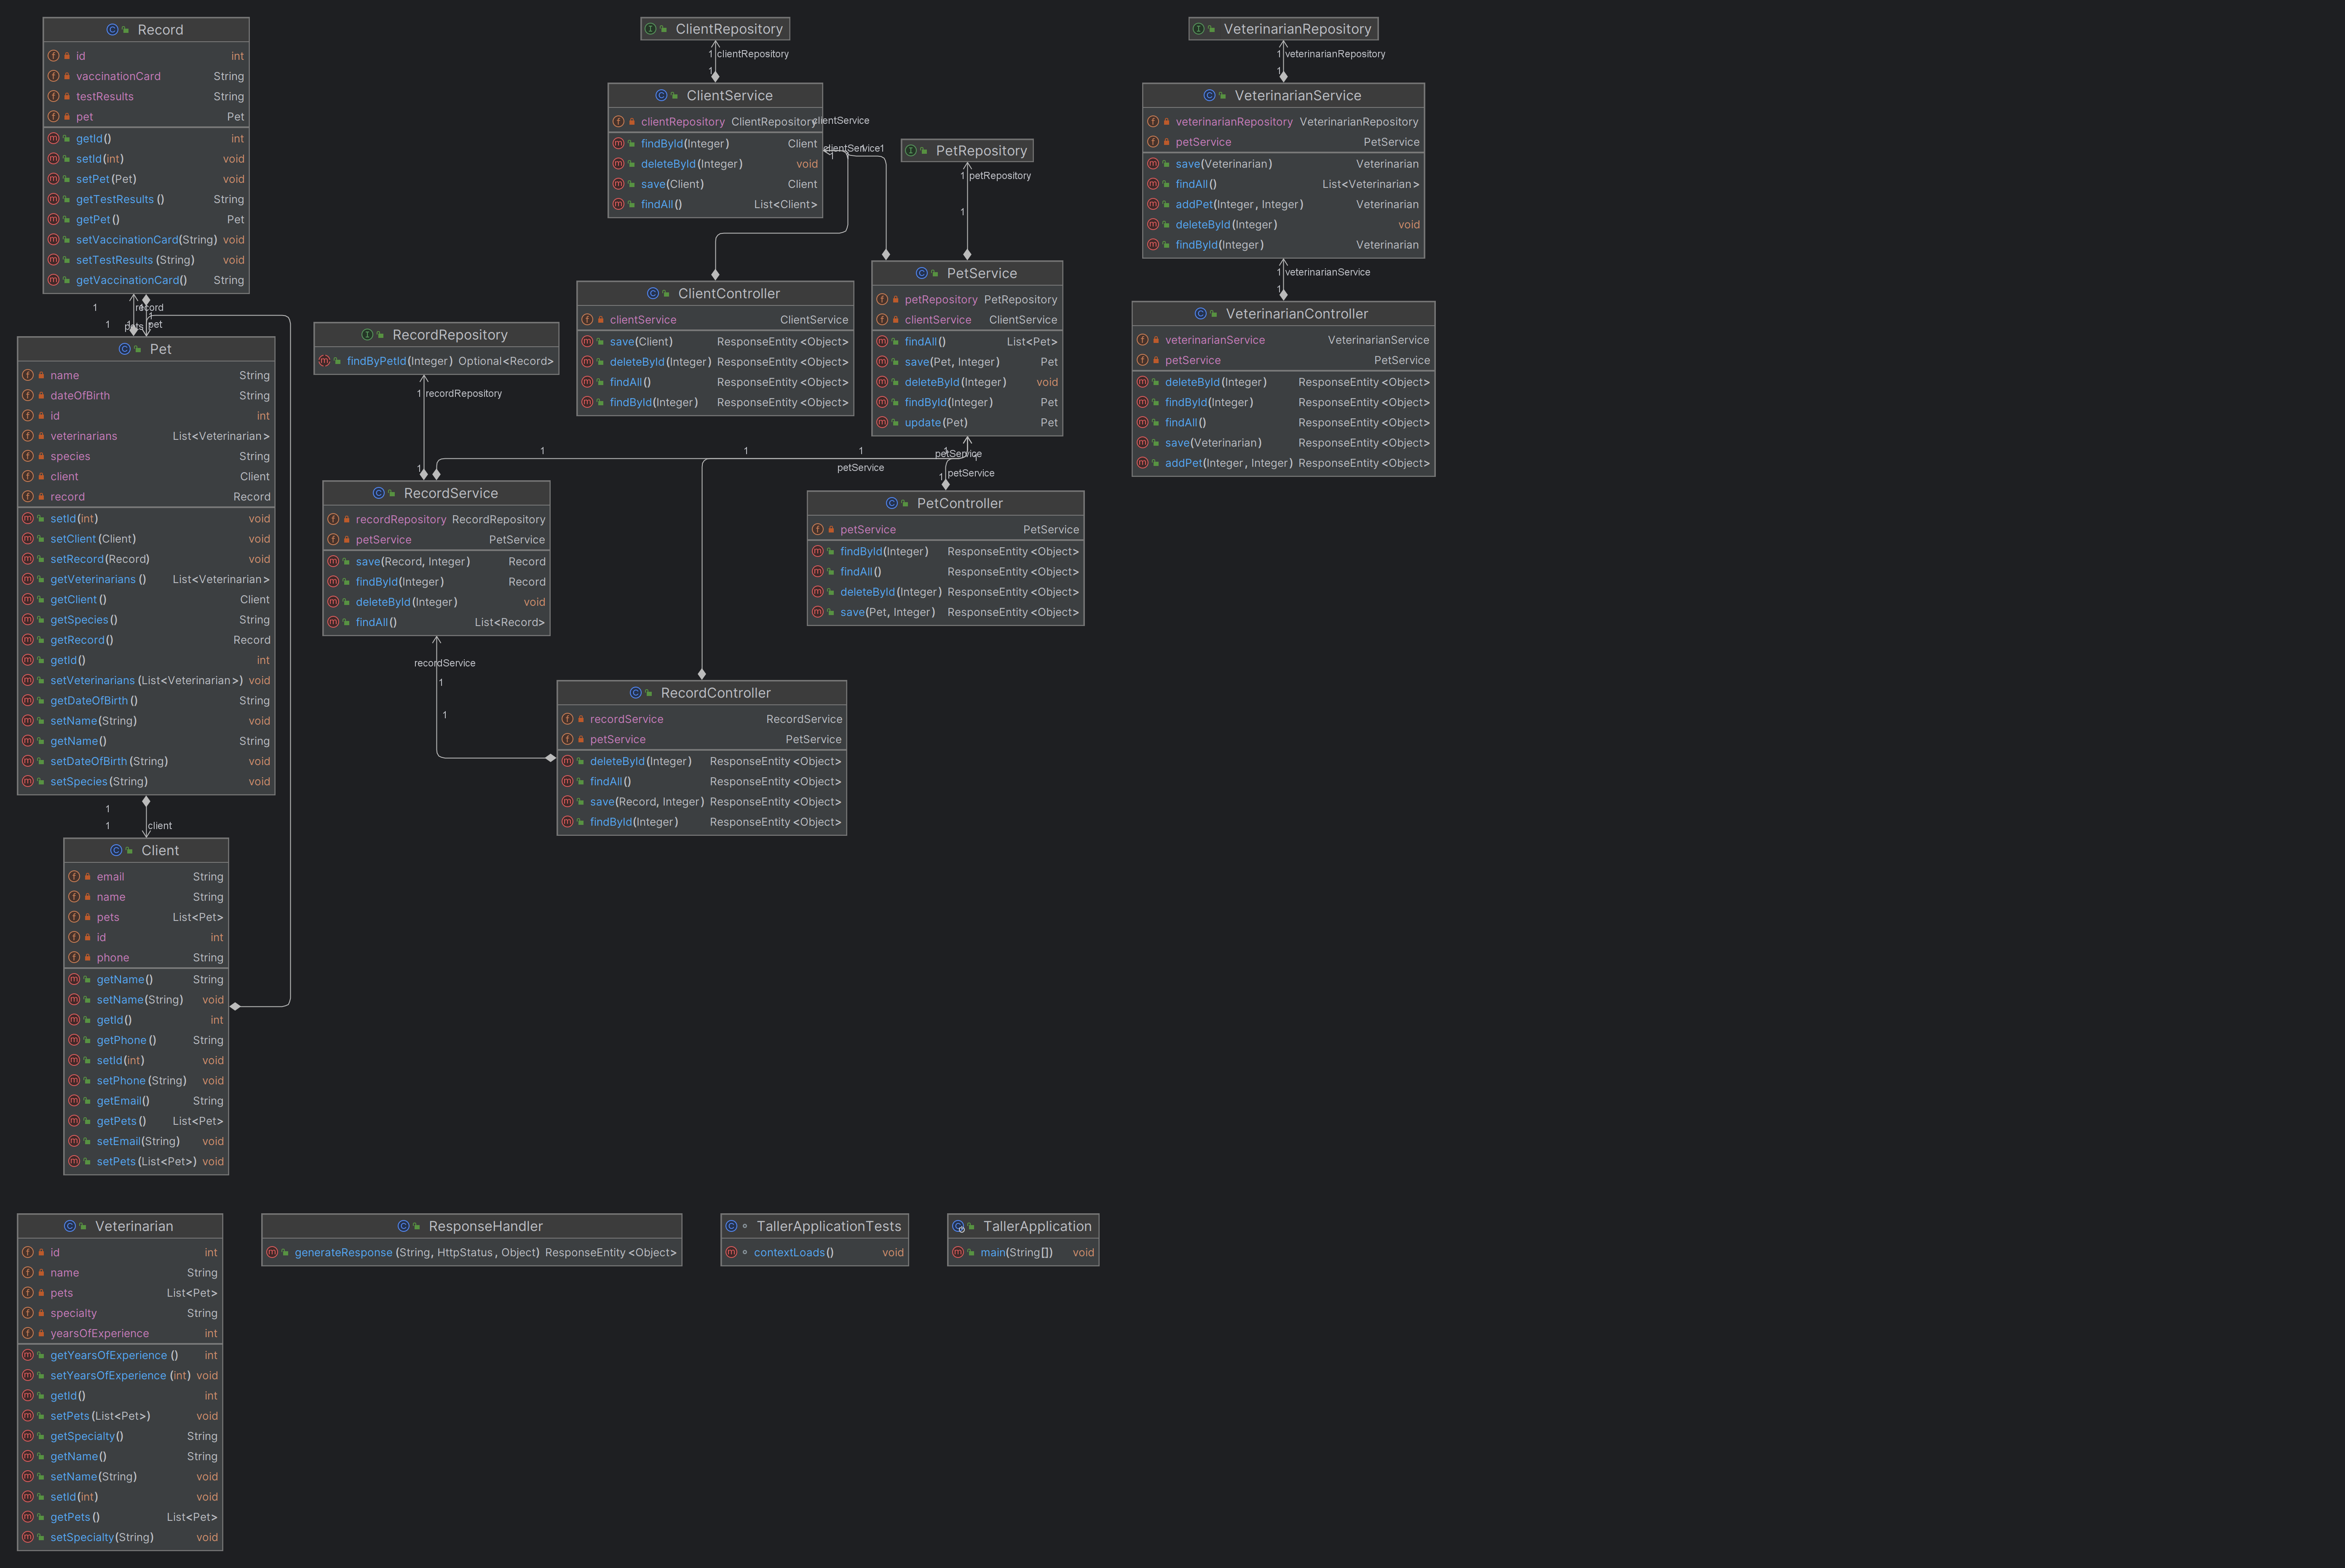 Record
id int
vaccinationCard String
testResults String
pet Pet
getId() int
setId(int) void
setPet(Pet) void
getTestResults() String
getPet() Pet
setVaccinationCard(String) void
setTestResults(String) void
getVaccinationCard() String
1 record
1 1 pets pet
1
Pet
name String
dateOfBirth String
id int
veterinarians List<Veterinarian>
species String
client Client
record Record
setId(int) void
setClient(Client) void
setRecord(Record) void
getVeterinarians() List<Veterinarian>
getClient() Client
getSpecies() String
getRecord() Record
getId() int
setVeterinarians(List<Veterinarian>) void
getDateOfBirth() String
setName(String) void
getName() String
setDateOfBirth(String) void
setSpecies(String) void
1
1 client
Client
email String
name String
pets List<Pet>
id int
phone String
getName() String
setName(String) void
getId() int
getPhone() String
setId(int) void
setPhone(String) void
getEmail() String
getPets() List<Pet>
setEmail(String) void
setPets(List<Pet>) void
ClientRepository
1 clientRepository
1
ClientService
clientRepository ClientRepository
findById(Integer) Client
deleteById(Integer) void
save(Client) Client
findAll() List<Client>
clientService
clientService 1
1
1
ClientController
clientService ClientService
save(Client) ResponseEntity<Object>
deleteById(Integer) ResponseEntity<Object>
findAll() ResponseEntity<Object>
findById(Integer) ResponseEntity<Object>
PetRepository
1 petRepository
1
PetService
petRepository PetRepository
clientService ClientService
findAll() List<Pet>
save(Pet, Integer) Pet
deleteById(Integer) void
findById(Integer) Pet
update(Pet) Pet
RecordRepository
findByPetId(Integer) Optional<Record>
1 recordRepository
1
1 1 1 1
petService 1
petService
1 petService
RecordService
recordRepository RecordRepository
petService PetService
save(Record, Integer) Record
findById(Integer) Record
deleteById(Integer) void
findAll() List<Record>
recordService
1
1
PetController
petService PetService
findById(Integer) ResponseEntity<Object>
findAll() ResponseEntity<Object>
deleteById(Integer) ResponseEntity<Object>
save(Pet, Integer) ResponseEntity<Object>
RecordController
recordService RecordService
petService PetService
deleteById(Integer) ResponseEntity<Object>
findAll() ResponseEntity<Object>
save(Record, Integer) ResponseEntity<Object>
findById(Integer) ResponseEntity<Object>
VeterinarianRepository
1 veterinarianRepository
1
VeterinarianService
veterinarianRepository VeterinarianRepository
petService PetService
save(Veterinarian) Veterinarian
findAll() List<Veterinarian>
addPet(Integer, Integer) Veterinarian
deleteById(Integer) void
findById(Integer) Veterinarian
1 veterinarianService
1
VeterinarianController
veterinarianService VeterinarianService
petService PetService
deleteById(Integer) ResponseEntity<Object>
findById(Integer) ResponseEntity<Object>
findAll() ResponseEntity<Object>
save(Veterinarian) ResponseEntity<Object>
addPet(Integer, Integer) ResponseEntity<Object>
Veterinarian
id int
name String
pets List<Pet>
specialty String
yearsOfExperience int
getYearsOfExperience() int
setYearsOfExperience(int) void
getId() int
setPets(List<Pet>) void
getSpecialty() String
getName() String
setName(String) void
setId(int) void
getPets() List<Pet>
setSpecialty(String) void
ResponseHandler
generateResponse(String, HttpStatus, Object) ResponseEntity<Object>
TallerApplicationTests
contextLoads() void
TallerApplication
main(String[]) void